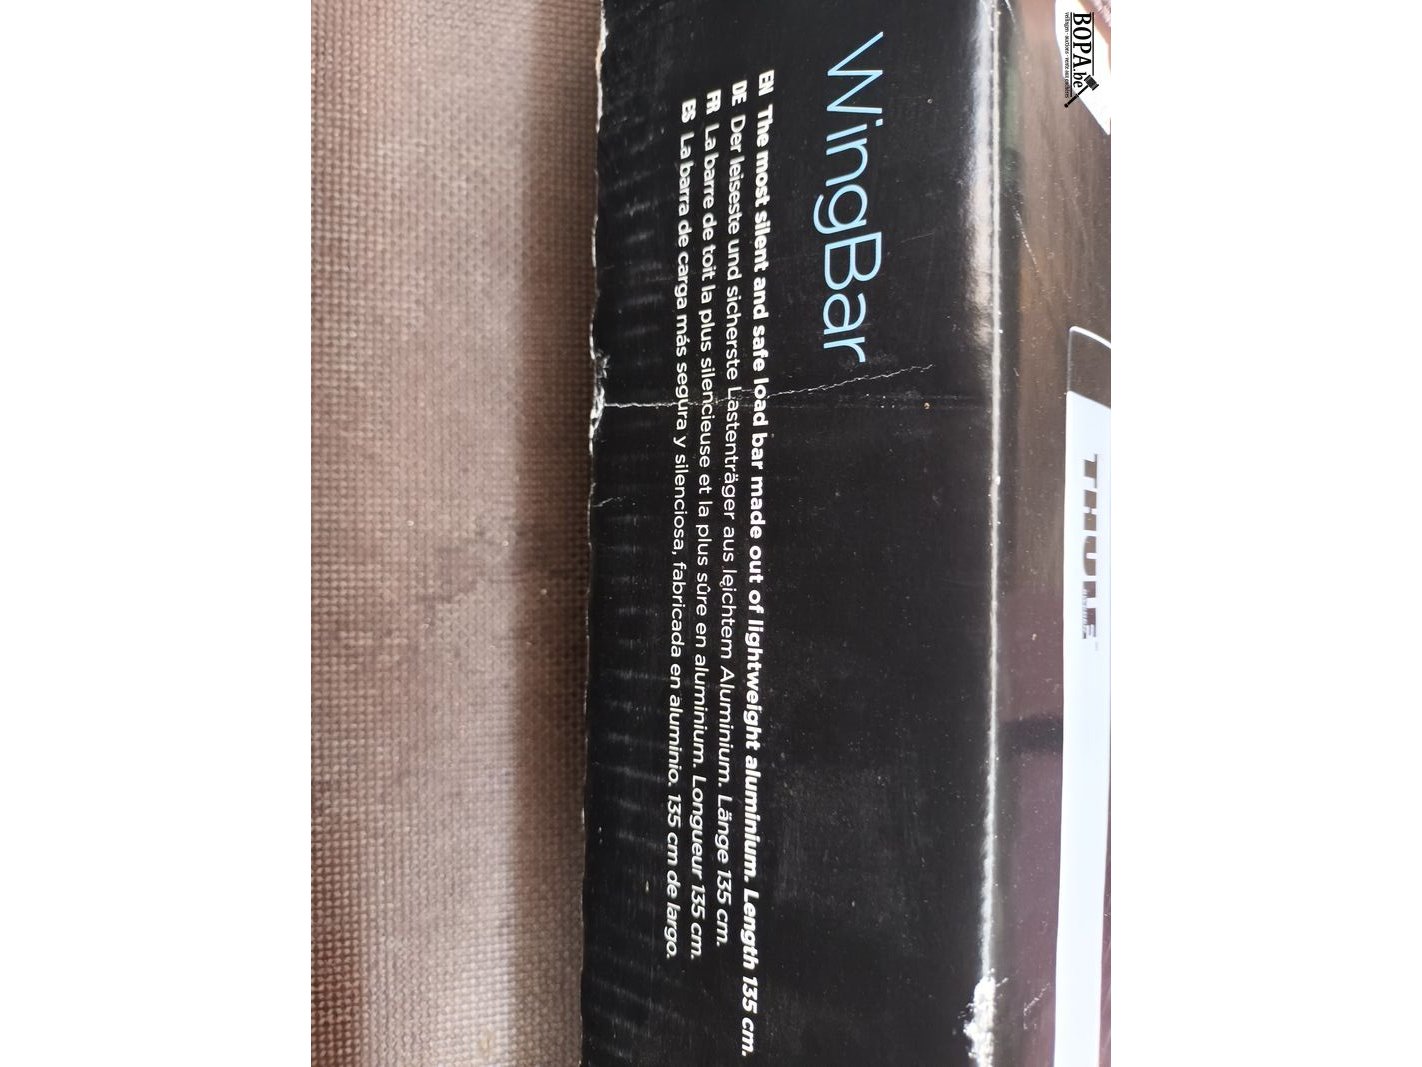 WingBar
EN The most silent and safe load bar made out of lightweight aluminium. Length 135 cm.
DE Der leiseste und sicherste Lastenträger aus leichtem Aluminium. Länge 135 cm.
FR La barre de toit la plus silencieuse et la plus sûre en aluminium. Longueur 135 cm.
ES La barra de carga más segura y silenciosa, fabricada en aluminio. 135 cm de largo.
THULE
BOPA.be